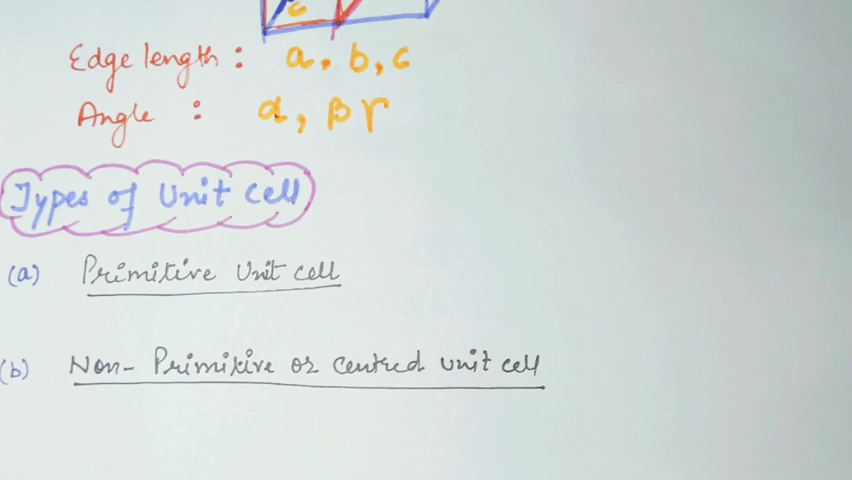 c
Edge length : a, b, c
Angle : α, β γ
Types of Unit Cell
(a) Primitive Unit cell
(b) Non- Primitive or centred unit cell